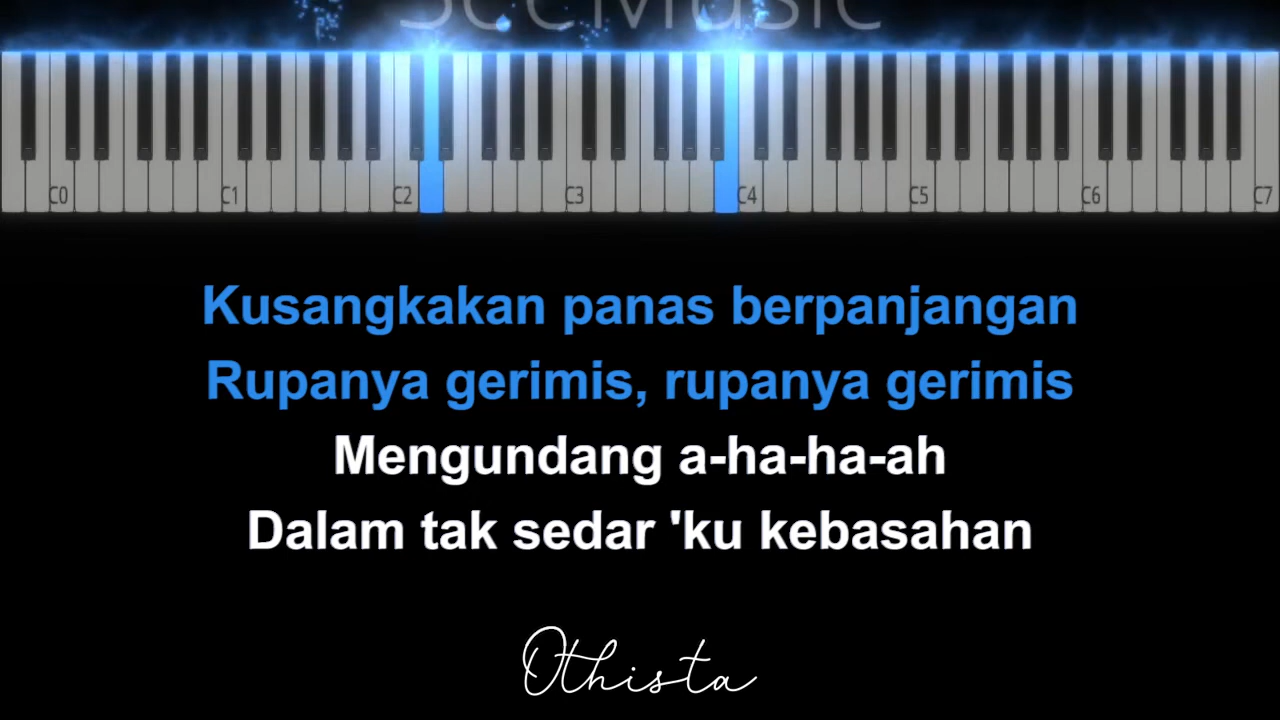 SCCMusic
C0 C1 C2 C3 C4 C5 C6 C7
Kusangkakan panas berpanjangan
Rupanya gerimis, rupanya gerimis
Mengundang a-ha-ha-ah
Dalam tak sedar 'ku kebasahan
Othista